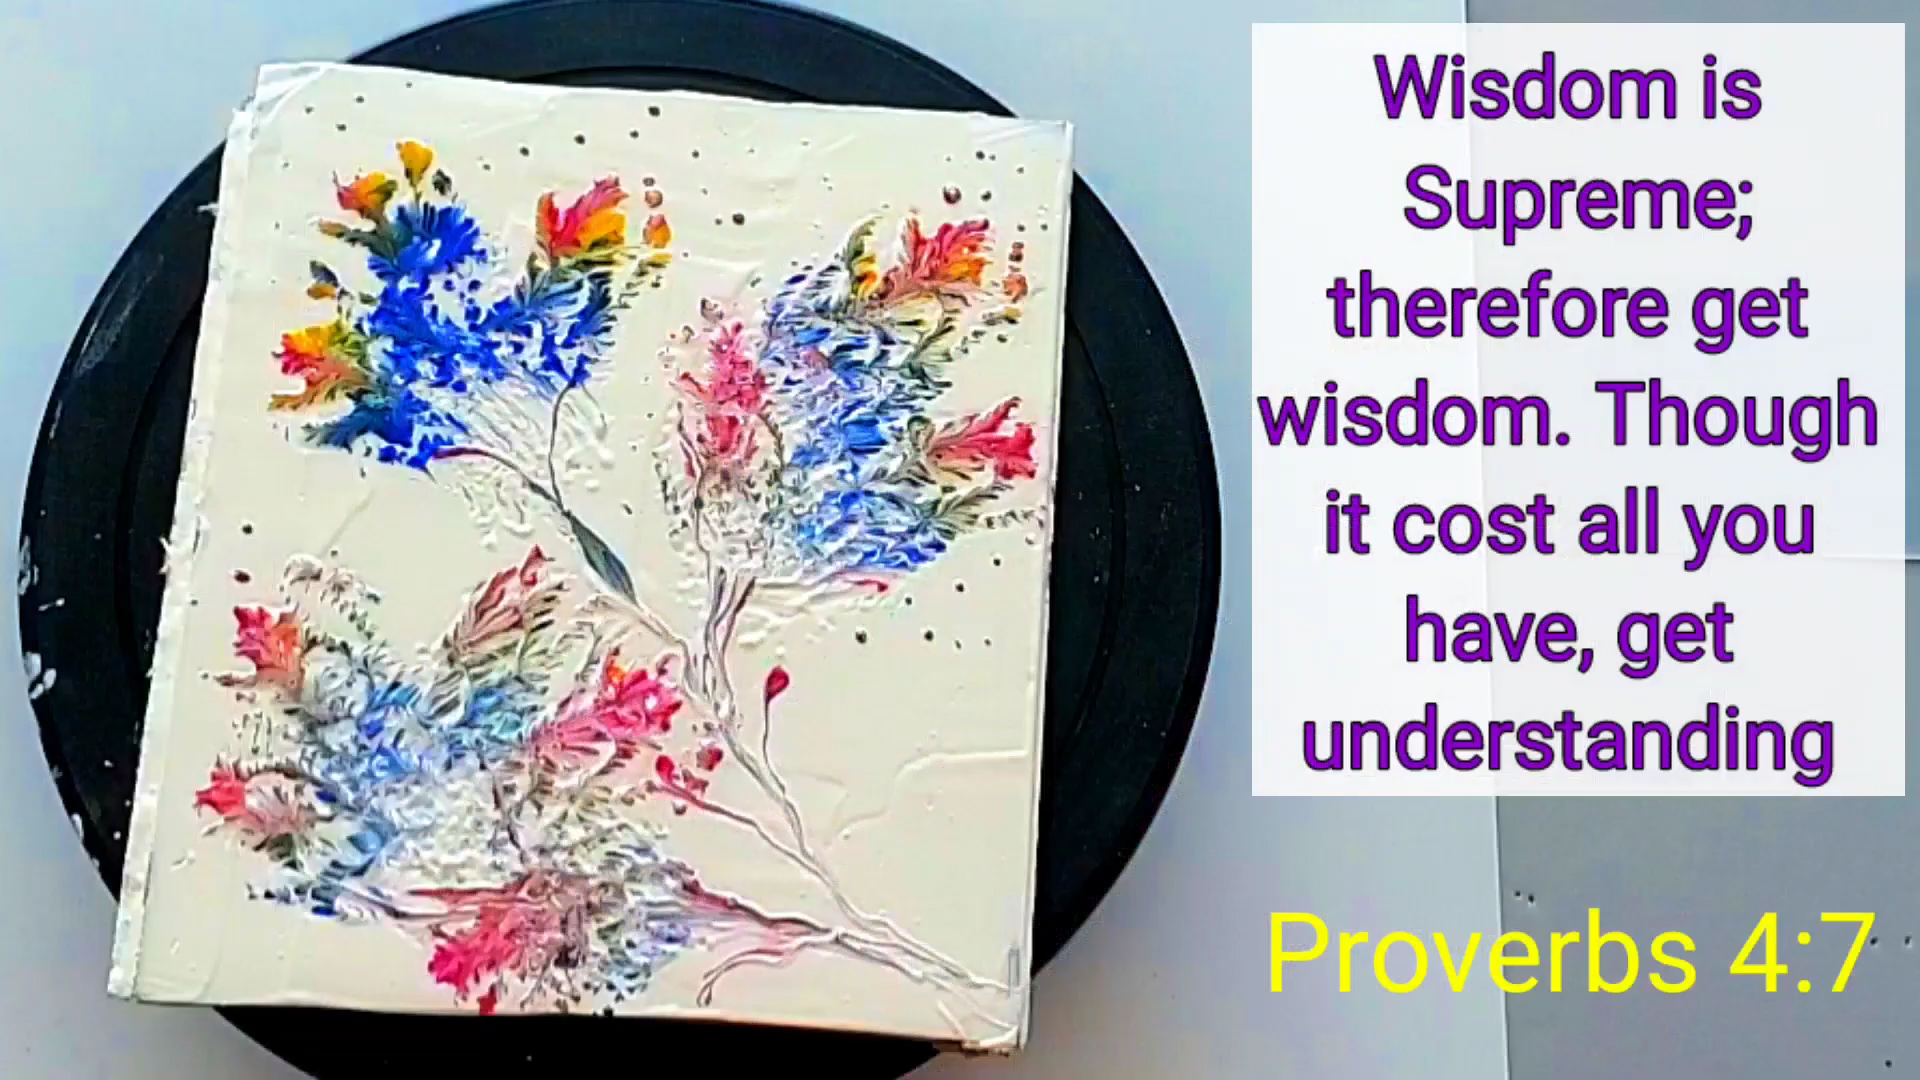 Wisdom is
Supreme;
therefore get
wisdom. Though
it cost all you
have, get
understanding
Proverbs 4:7